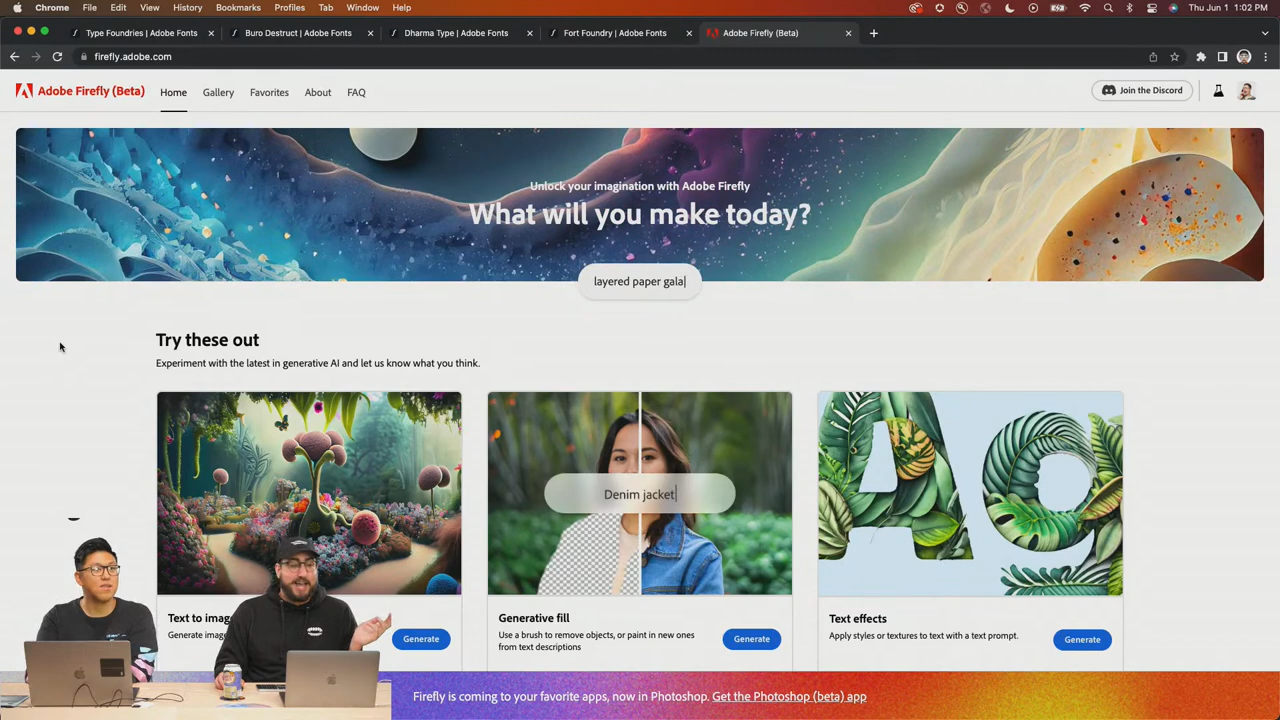 Chrome File Edit View History Bookmarks Profiles Tab Window Help Thu Jun 1 1:02 PM
Type Foundries | Adobe Fonts Buro Destruct | Adobe Fonts Dharma Type | Adobe Fonts Fort Foundry | Adobe Fonts Adobe Firefly (Beta)
firefly.adobe.com
Adobe Firefly (Beta) Home Gallery Favorites About FAQ Join the Discord
Unlock your imagination with Adobe Firefly
What will you make today?
layered paper gala
Try these out
Experiment with the latest in generative AI and let us know what you think.
Denim jacket
Ag
Text to imag
Generate imag
Generate
Generative fill
Use a brush to remove objects, or paint in new ones
from text descriptions
Generate
Text effects
Apply styles or textures to text with a text prompt.
Generate
Firefly is coming to your favorite apps, now in Photoshop. Get the Photoshop (beta) app